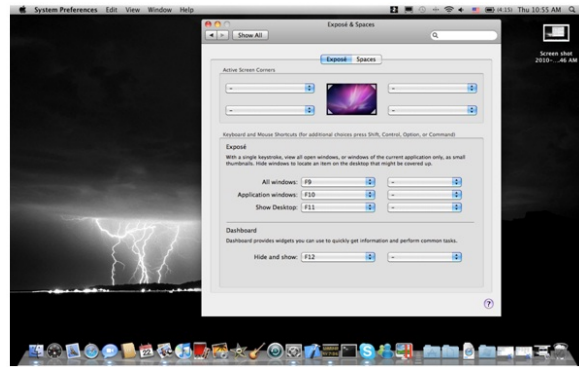 System Preferences Edit View Window Help
(4:15) Thu 10:55 AM
Exposé & Spaces
Show All
Exposé Spaces
Active Screen Corners
- -
- -
Keyboard and Mouse Shortcuts (for additional choices press Shift, Control, Option, or Command)
Exposé
With a single keystroke, view all open windows, or windows of the current application only, as small
thumbnails. Hide windows to locate an item on the desktop that might be covered up.
All windows: F9 -
Application windows: F10 -
Show Desktop: F11 -
Dashboard
Dashboard provides widgets you can use to quickly get information and perform common tasks.
Hide and show: F12 -
?
Screen shot
2010-...46 AM